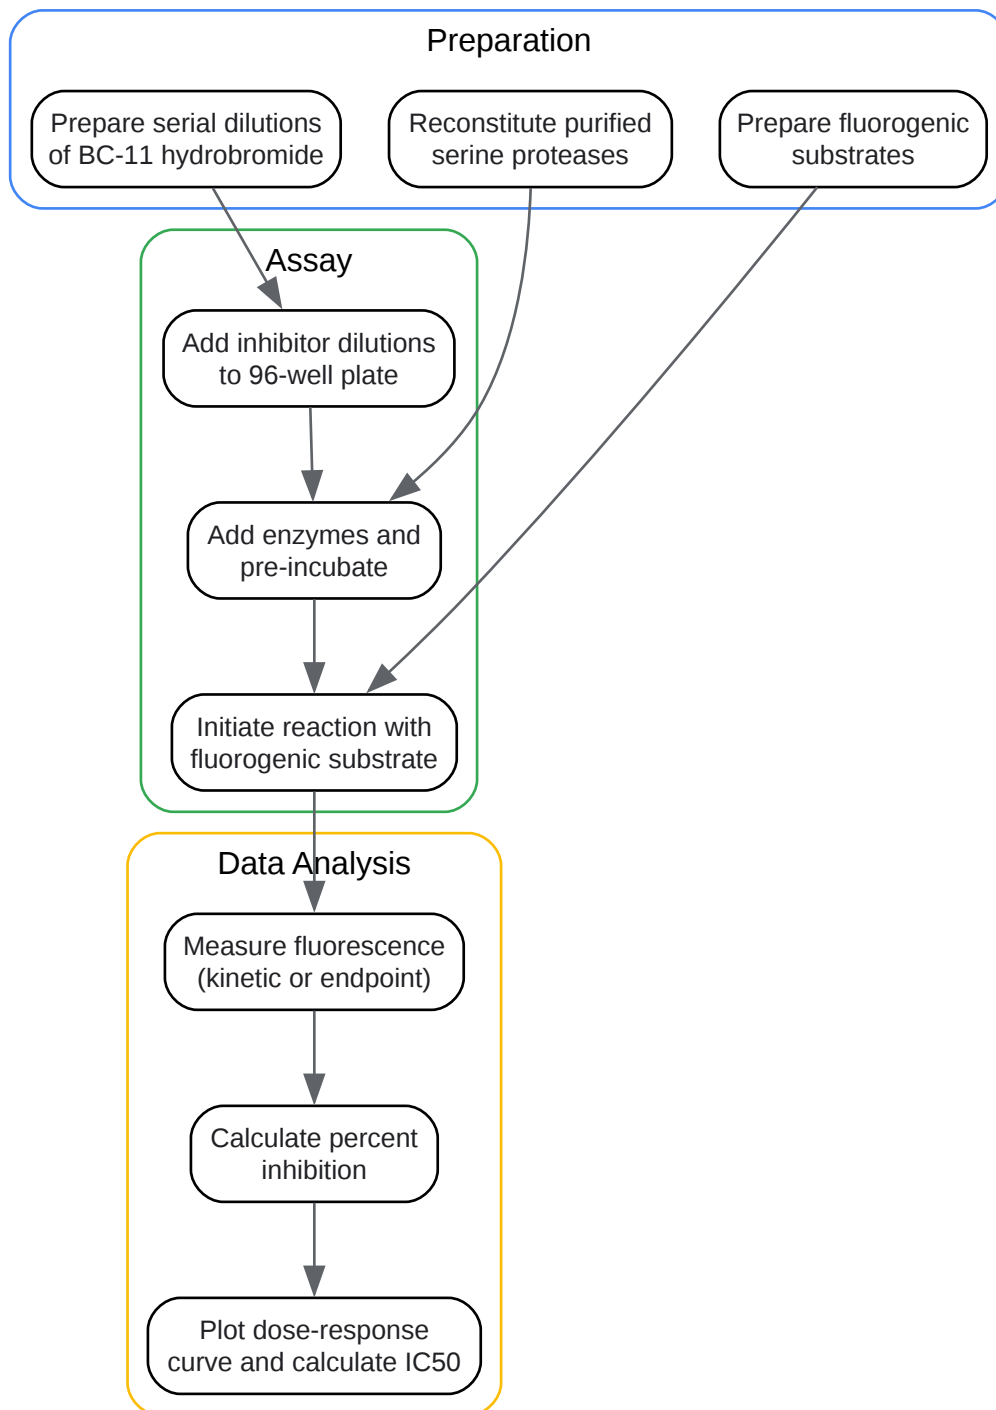 Preparation
Prepare serial dilutions
of BC-11 hydrobromide
Reconstitute purified
serine proteases
Prepare fluorogenic
substrates
Assay
Add inhibitor dilutions
to 96-well plate
Add enzymes and
pre-incubate
Initiate reaction with
fluorogenic substrate
Data Analysis
Measure fluorescence
(kinetic or endpoint)
Calculate percent
inhibition
Plot dose-response
curve and calculate IC50